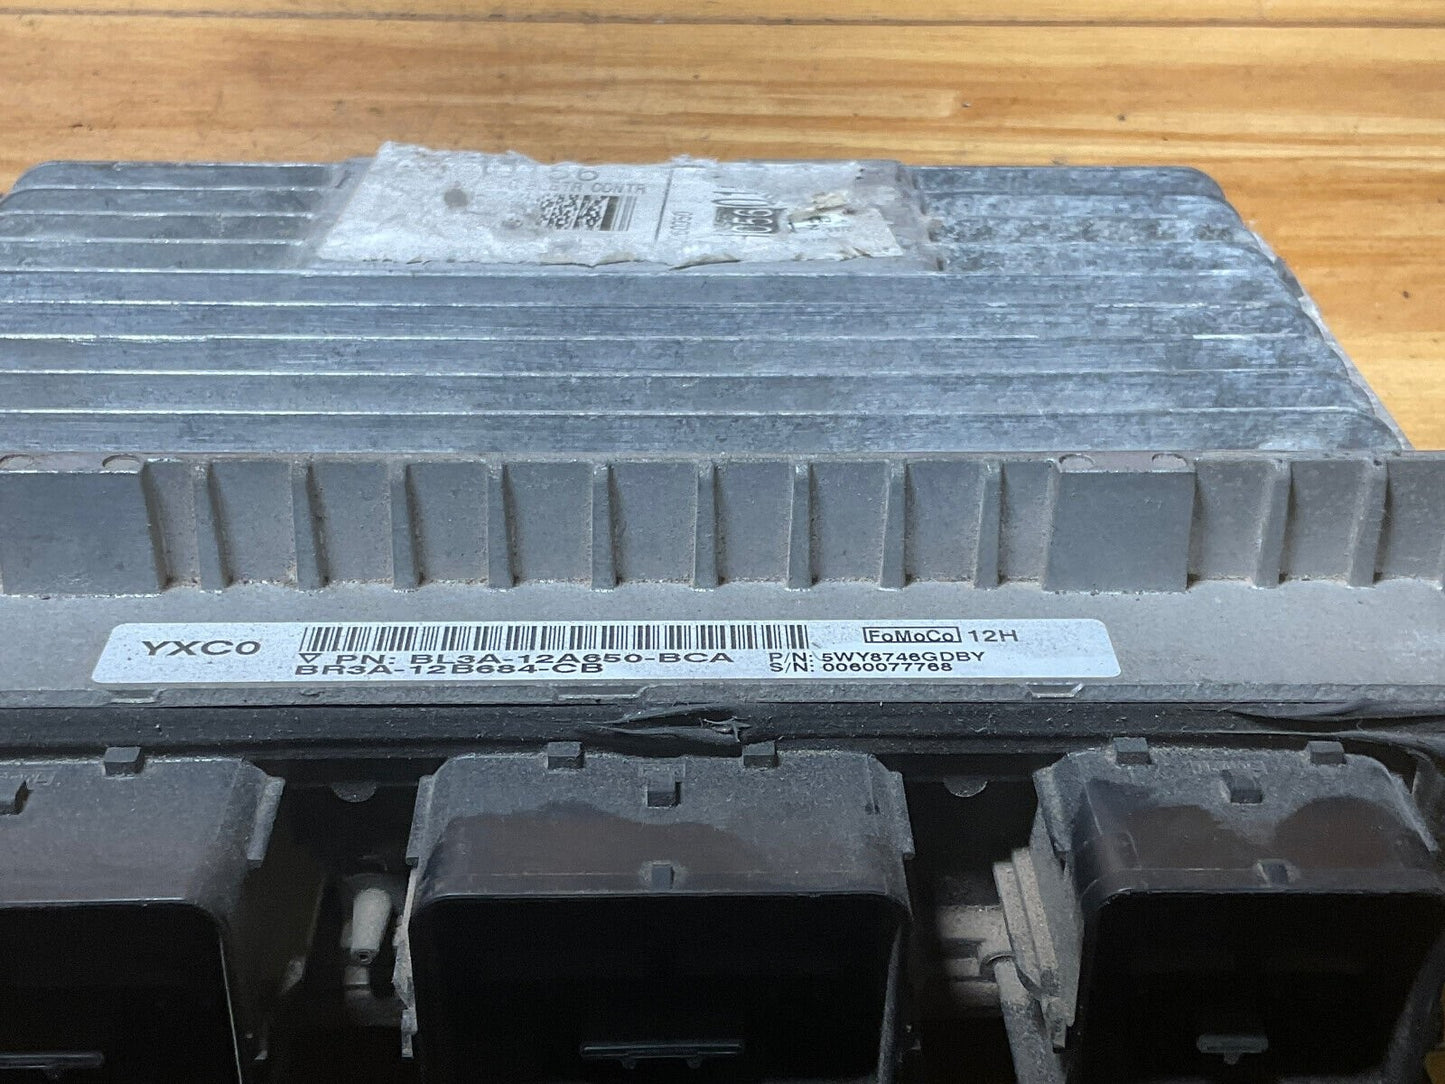 YXC0
PN: BL3A-12A650-BCA
BR3A-12B684-CB
FoMoCo 12H
P/N: 5WY8746GDBY
S/N: 0060077768